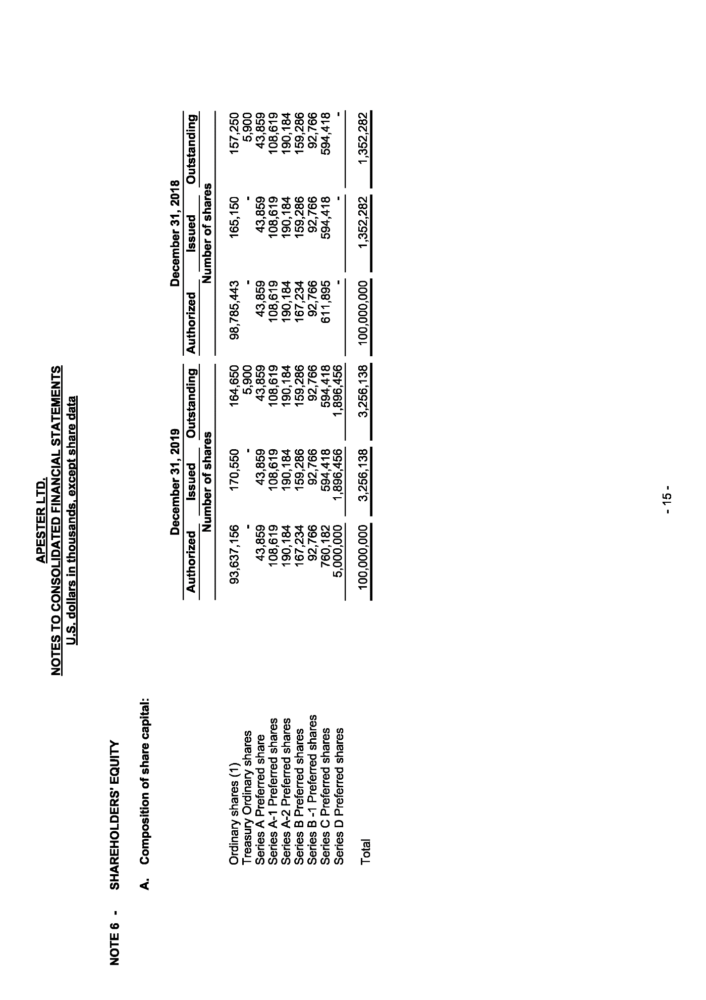 APESTER LTD.
NOTES TO CONSOLIDATED FINANCIAL STATEMENTS
U.S. dollars in thousands, except share data
NOTE 6 - SHAREHOLDERS' EQUITY
A. Composition of share capital:
December 31, 2019 December 31, 2018
Authorized Issued Outstanding Authorized Issued Outstanding
Number of shares Number of shares
Ordinary shares (1) 93,637,156 170,550 164,650 98,785,443 165,150 157,250
Treasury Ordinary shares - - 5,900 - - 5,900
Series A Preferred share 43,859 43,859 43,859 43,859 43,859 43,859
Series A-1 Preferred shares 108,619 108,619 108,619 108,619 108,619 108,619
Series A-2 Preferred shares 190,184 190,184 190,184 190,184 190,184 190,184
Series B Preferred shares 167,234 159,286 159,286 167,234 159,286 159,286
Series B -1 Preferred shares 92,766 92,766 92,766 92,766 92,766 92,766
Series C Preferred shares 760,182 594,418 594,418 611,895 594,418 594,418
Series D Preferred shares 5,000,000 1,896,456 1,896,456 - - -
Total 100,000,000 3,256,138 3,256,138 100,000,000 1,352,282 1,352,282
- 15 -